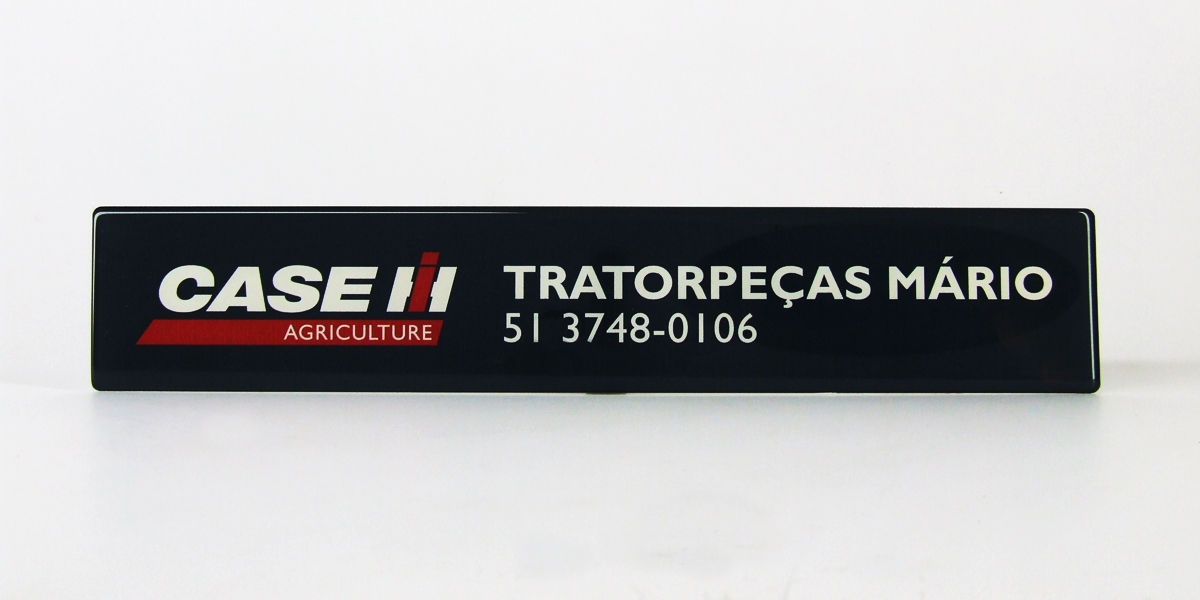 CASE IH
AGRICULTURE
TRATORPEÇAS MÁRIO
51 3748-0106